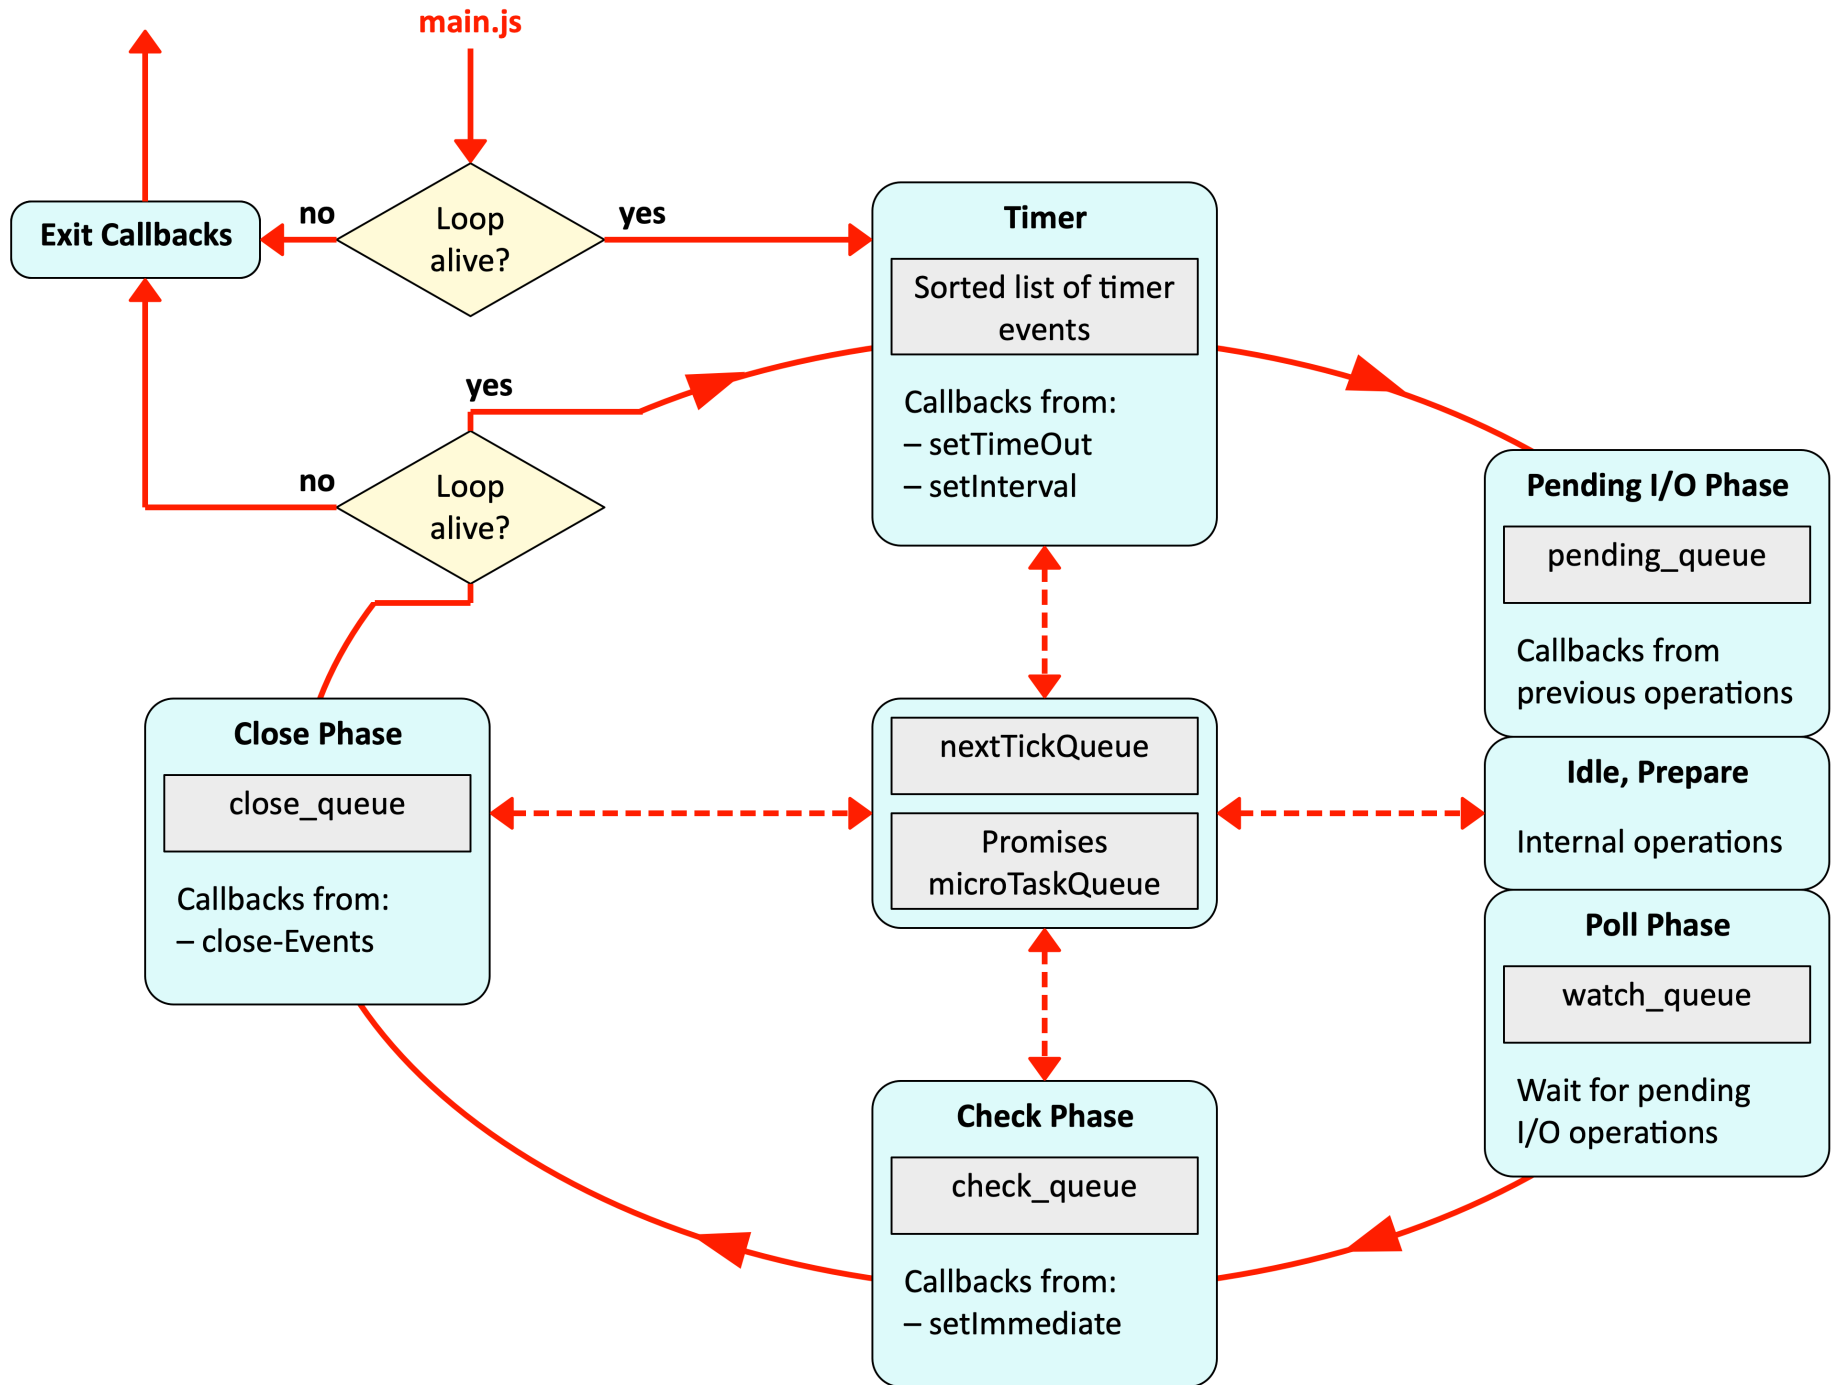 main.js
Exit Callbacks
no
Loop
alive?
yes
Timer
Sorted list of timer
events
Callbacks from:
– setTimeOut
– setInterval
yes
no
Loop
alive?
Pending I/O Phase
pending_queue
Callbacks from
previous operations
Idle, Prepare
Internal operations
Poll Phase
watch_queue
Wait for pending
I/O operations
nextTickQueue
Promises
microTaskQueue
Close Phase
close_queue
Callbacks from:
– close-Events
Check Phase
check_queue
Callbacks from:
– setImmediate